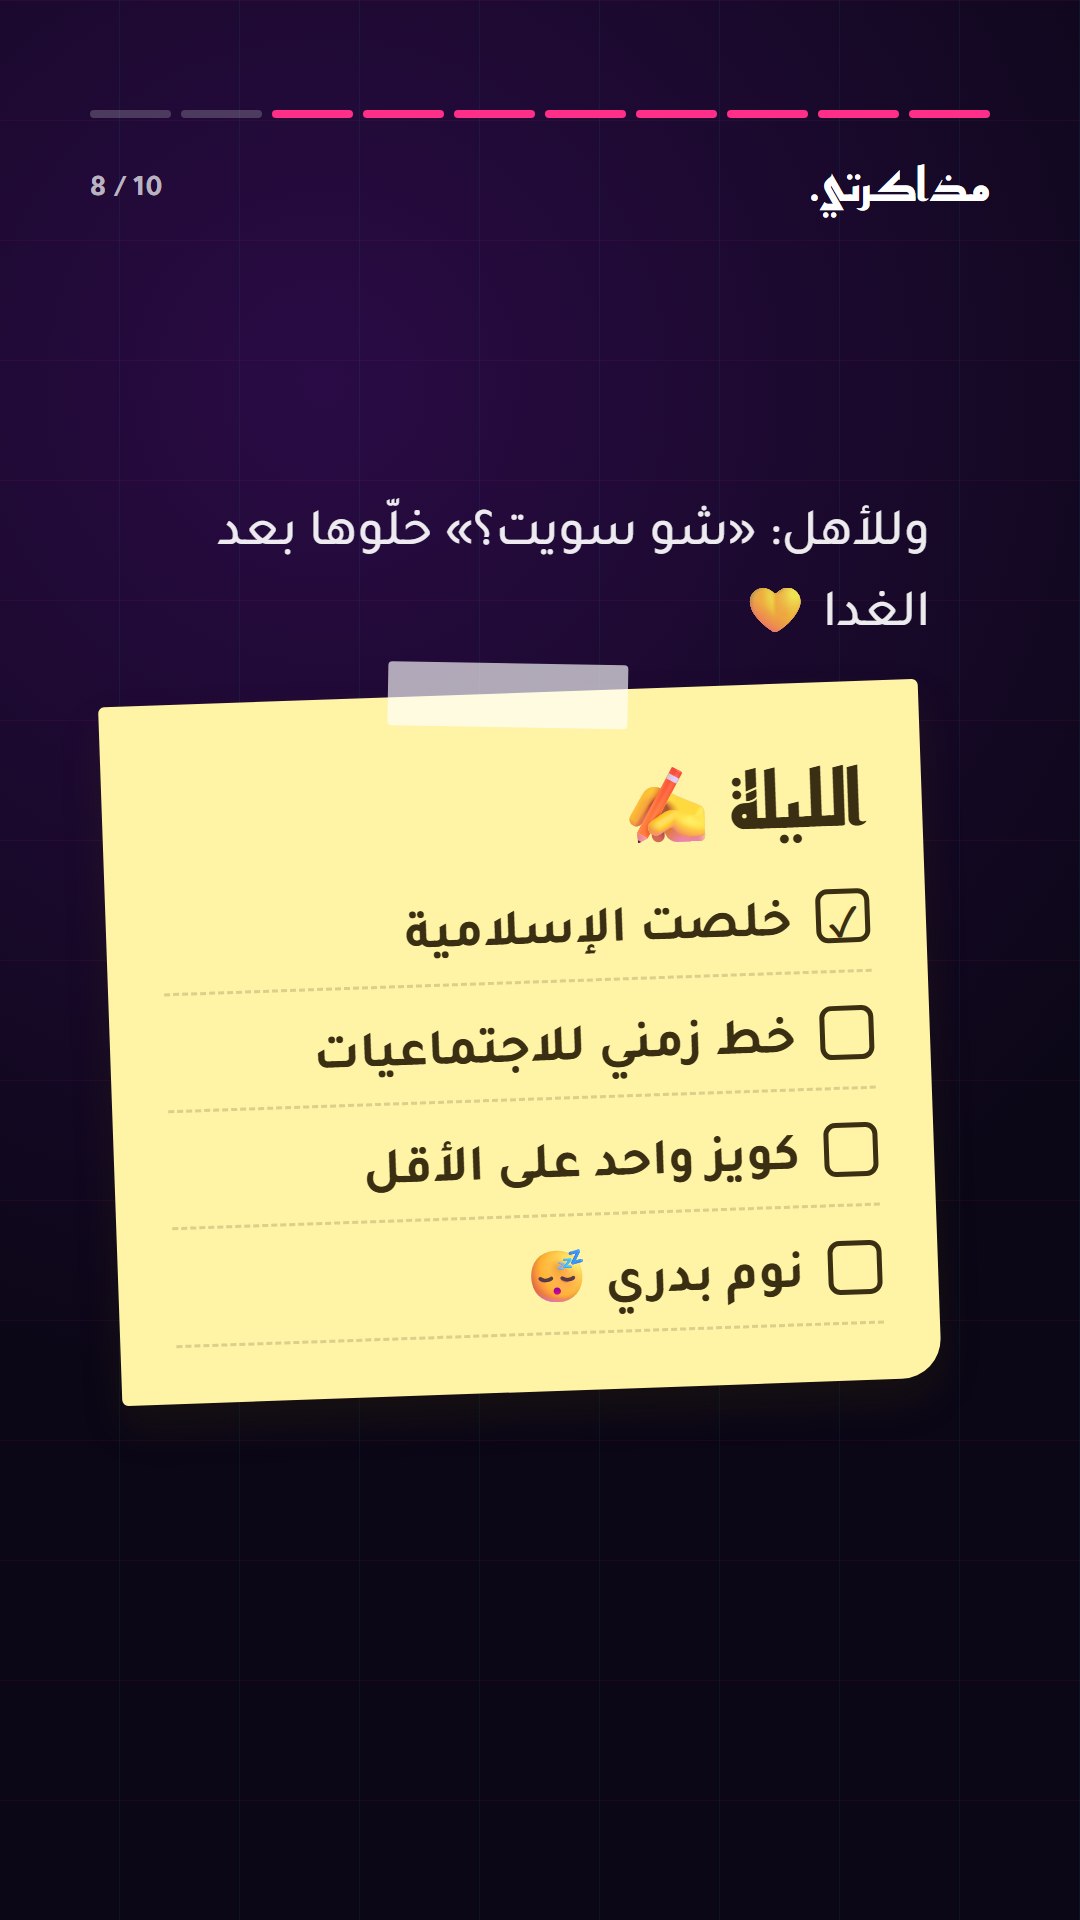 مذاكرتي.
8 / 10
وللأهل: «شو سويت؟» خلّوها بعد
الغدا 💛
الليلة ✍️
☑ خلصت الإسلامية
☐ خط زمني للاجتماعيات
☐ كويز واحد على الأقل
☐ نوم بدري 😴